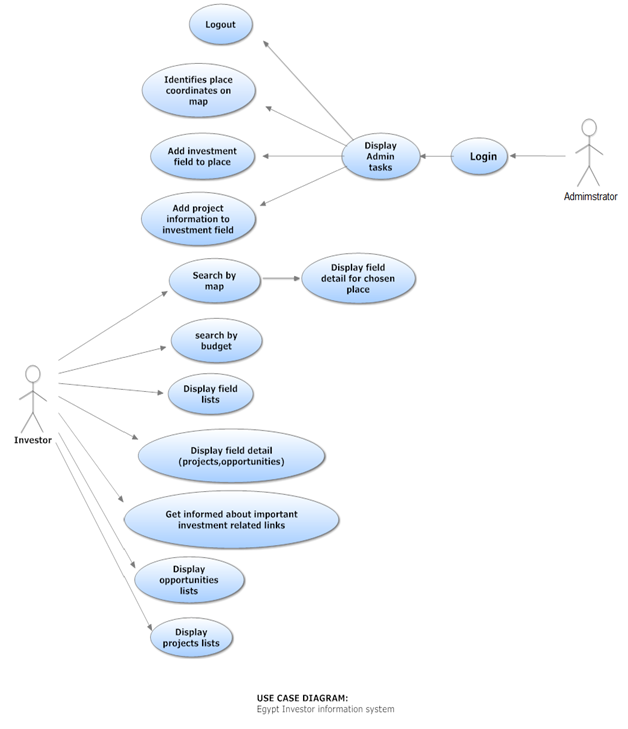 Logout
Identifies place
coordinates on
map
Add investment
field to place
Display
Admin
tasks
Login
Admimstrator
Add project
information to
investment field
Search by
map
Display field
detail for chosen
place
search by
budget
Display field
lists
Investor
Display field detail
(projects,opportunities)
Get informed about important
investment related links
Display
opportunities
lists
Display
projects lists
USE CASE DIAGRAM:
Egypt Investor information system